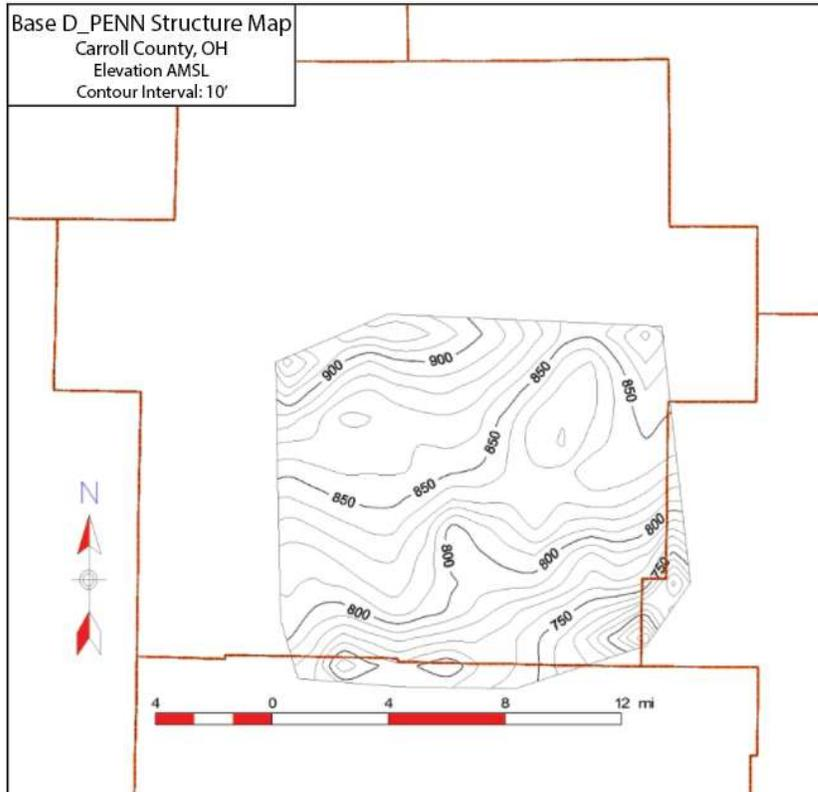 Base D_PENN Structure Map
Carroll County, OH
Elevation AMSL
Contour Interval: 10'
900
900
850
850
850
N
850
850
800
800
800
750
800
750
4 0 4 8 12 mi